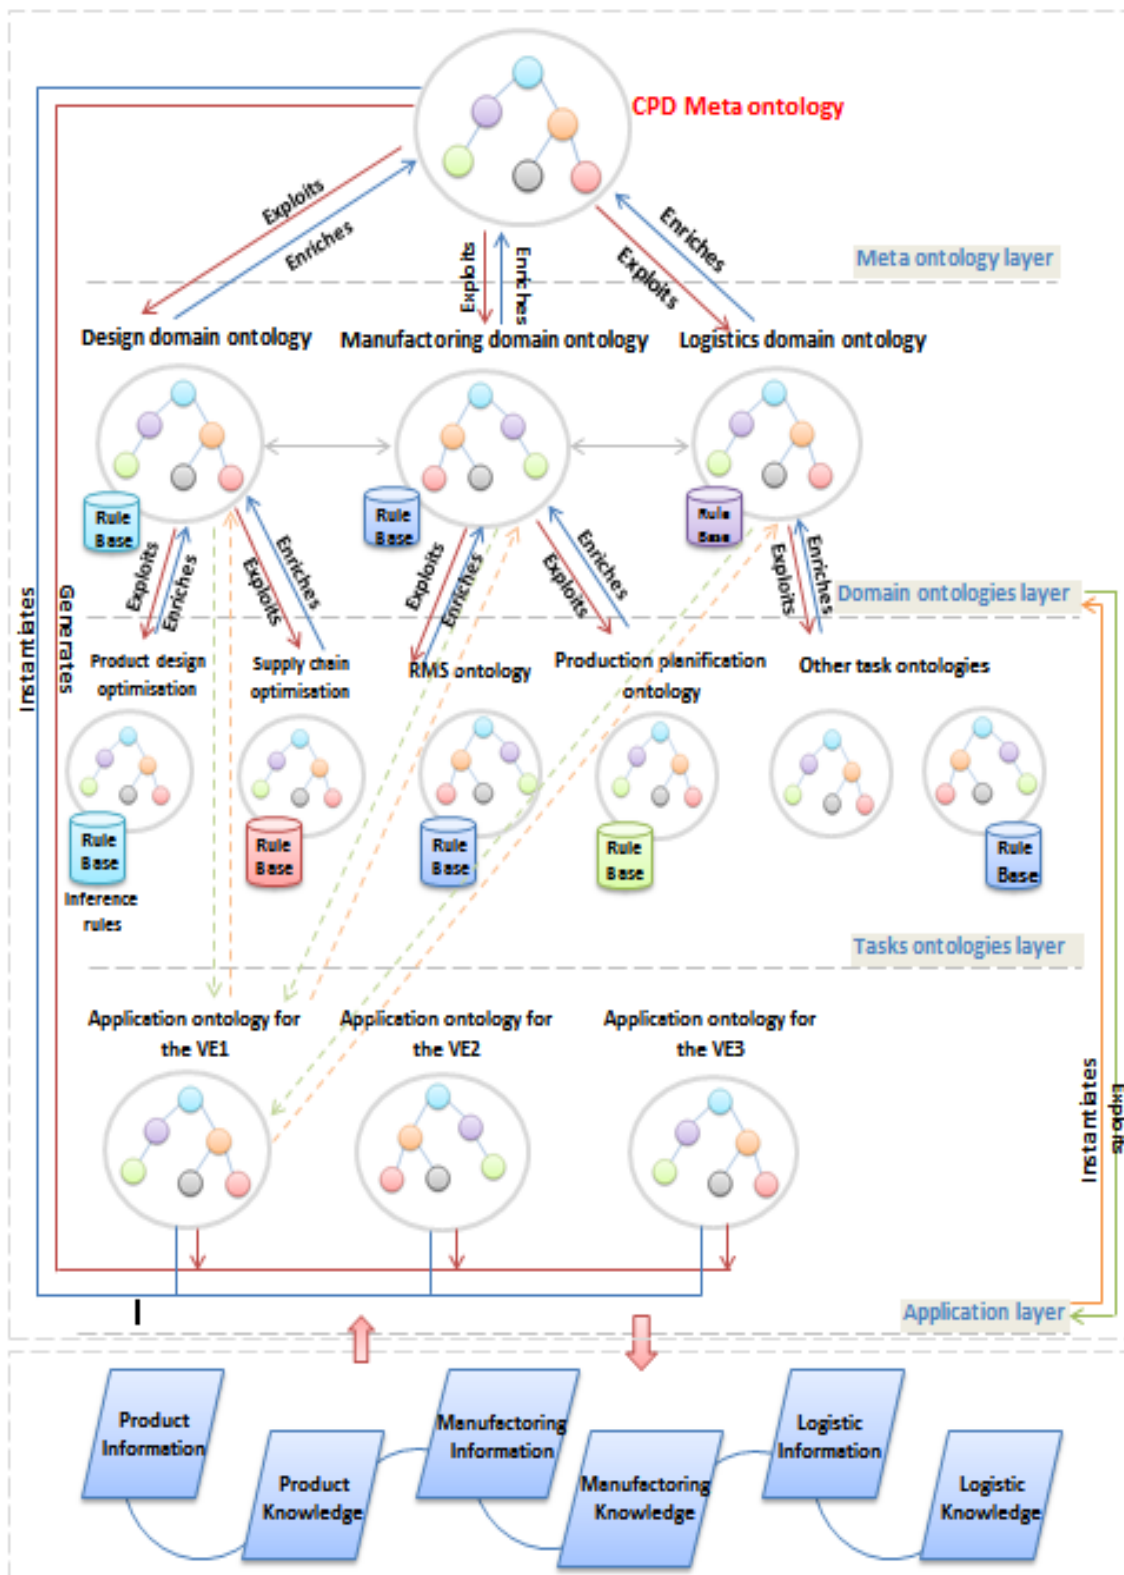 CPD Meta ontology
Exploits
Enriches
Exploits
Enriches
Enriches
Exploits
Meta ontology layer
Design domain ontology
Manufactoring domain ontology
Logistics domain ontology
Rule
Base
Rule
Base
Rule
Base
Exploits
Enriches
Exploits
Enriches
Exploits
Enriches
Exploits
Enriches
Exploits
Enriches
Domain ontologies layer
Instantiates
Generates
Product design
optimisation
Supply chain
optimisation
RMS ontology
Production planification
ontology
Other task ontologies
Rule
Base
Rule
Base
Rule
Base
Rule
Base
Rule
Base
Inference
rules
Tasks ontologies layer
Application ontology for
the VE1
Application ontology for
the VE2
Application ontology for
the VE3
Instantiates
Exploits
Application layer
Product
Information
Product
Knowledge
Manufactoring
Information
Manufactoring
Knowledge
Logistic
Information
Logistic
Knowledge